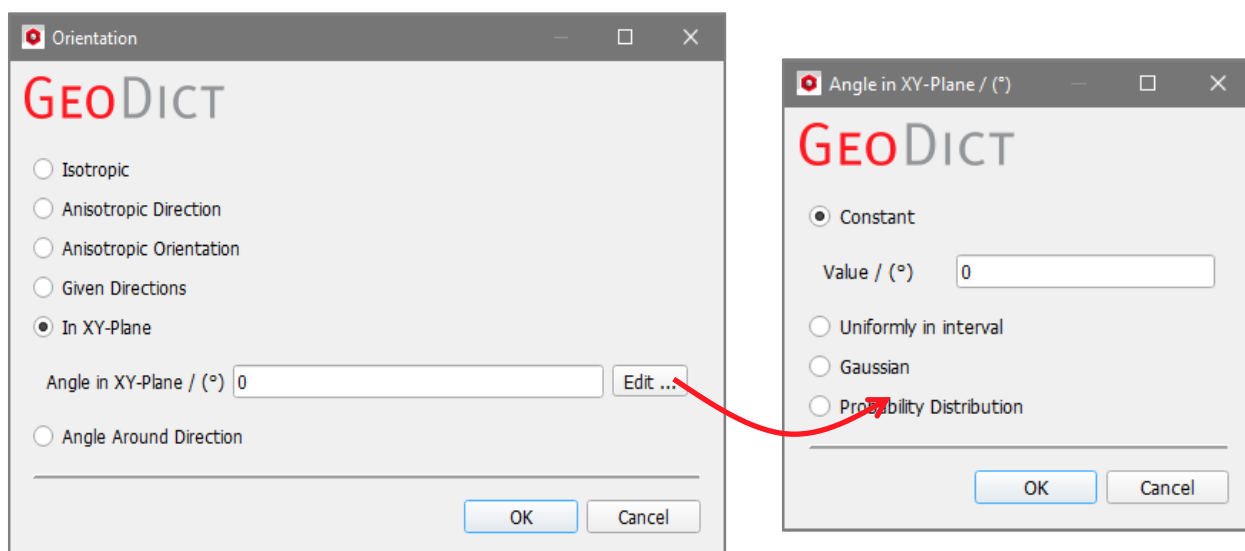 Orientation
GEODICT
Isotropic
Anisotropic Direction
Anisotropic Orientation
Given Directions
In XY-Plane
Angle in XY-Plane / (°) 0 Edit ...
Angle Around Direction
OK Cancel
Angle in XY-Plane / (°)
GEODICT
Constant
Value / (°) 0
Uniformly in interval
Gaussian
Probability Distribution
OK Cancel